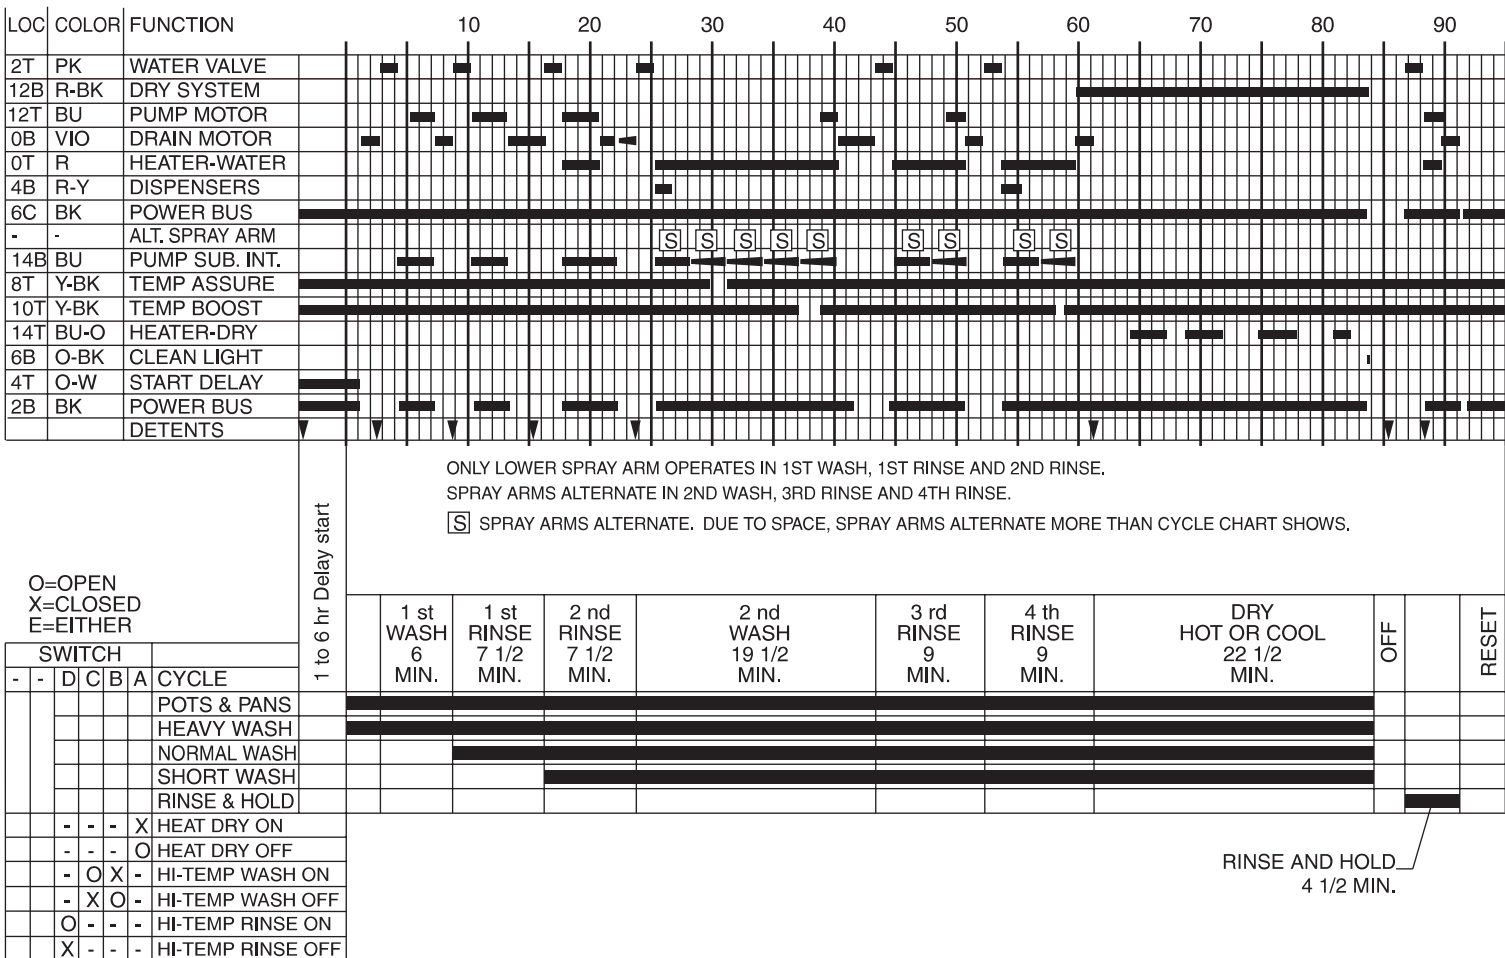 LOC COLOR FUNCTION 10 20 30 40 50 60 70 80 90
2T PK WATER VALVE
12B R-BK DRY SYSTEM
12T BU PUMP MOTOR
0B VIO DRAIN MOTOR
0T R HEATER-WATER
4B R-Y DISPENSERS
6C BK POWER BUS
- - ALT. SPRAY ARM S S S S S S S S S
14B BU PUMP SUB. INT.
8T Y-BK TEMP ASSURE
10T Y-BK TEMP BOOST
14T BU-O HEATER-DRY
6B O-BK CLEAN LIGHT
4T O-W START DELAY
2B BK POWER BUS
DETENTS
ONLY LOWER SPRAY ARM OPERATES IN 1ST WASH, 1ST RINSE AND 2ND RINSE.
SPRAY ARMS ALTERNATE IN 2ND WASH, 3RD RINSE AND 4TH RINSE.
S SPRAY ARMS ALTERNATE. DUE TO SPACE, SPRAY ARMS ALTERNATE MORE THAN CYCLE CHART SHOWS.
1 to 6 hr Delay start
O=OPEN
X=CLOSED
E=EITHER
1 st
WASH
6
MIN.
1 st
RINSE
7 1/2
MIN.
2 nd
RINSE
7 1/2
MIN.
2 nd
WASH
19 1/2
MIN.
3 rd
RINSE
9
MIN.
4 th
RINSE
9
MIN.
DRY
HOT OR COOL
22 1/2
MIN.
OFF
RESET
SWITCH
- - D C B A CYCLE
POTS & PANS
HEAVY WASH
NORMAL WASH
SHORT WASH
RINSE & HOLD
- - - X HEAT DRY ON
- - - O HEAT DRY OFF
- O X - HI-TEMP WASH ON
- X O - HI-TEMP WASH OFF
O - - - HI-TEMP RINSE ON
X - - - HI-TEMP RINSE OFF
RINSE AND HOLD
4 1/2 MIN.